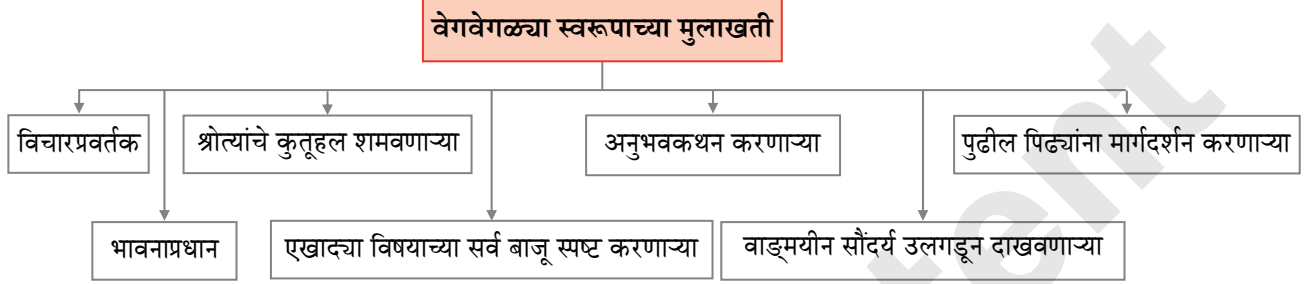 वेगवेगळ्या स्वरूपाच्या मुलाखती
विचारप्रवर्तक
श्रोत्यांचे कुतूहल शमवणाऱ्या
अनुभवकथन करणाऱ्या
पुढील पिढ्यांना मार्गदर्शन करणाऱ्या
भावनाप्रधान
एखाद्या विषयाच्या सर्व बाजू स्पष्ट करणाऱ्या
वाङ्‌मयीन सौंदर्य उलगडून दाखवणाऱ्या